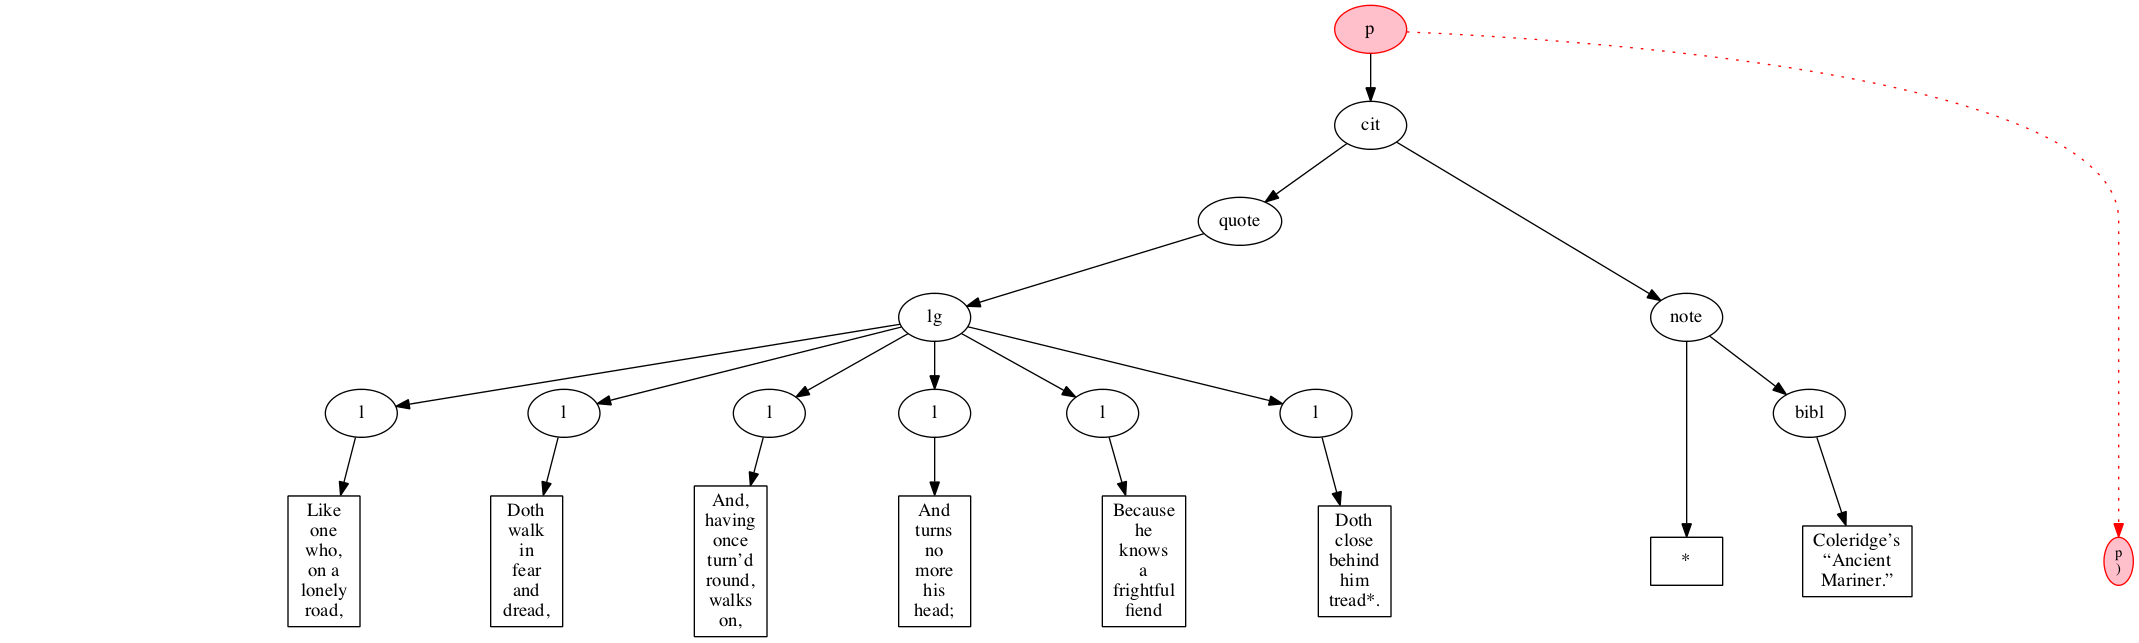 p
cit
quote
lg
note
l
l
l
l
l
l
bibl
Like
one
who,
on a
lonely
road,
Doth
walk
in
fear
and
dread,
And,
having
once
turn’d
round,
walks
on,
And
turns
no
more
his
head;
Because
he
knows
a
frightful
fiend
Doth
close
behind
him
tread*.
*
Coleridge’s
“Ancient
Mariner.”
p
)